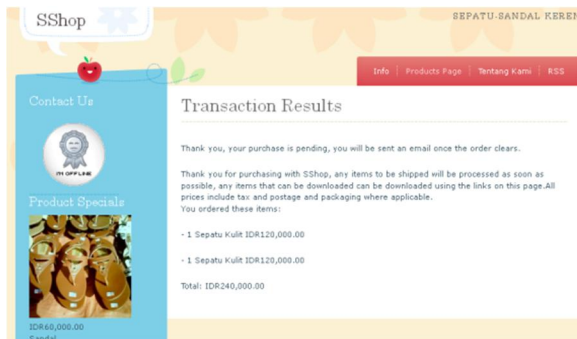 SShop
SEPATU-SANDAL KEREN
Info | Products Page | Tentang Kami | RSS
Contact Us
I'M OFFLINE
Product Specials
IDR60,000.00
Sandal
Transaction Results
Thank you, your purchase is pending, you will be sent an email once the order clears.
Thank you for purchasing with SShop, any items to be shipped will be processed as soon as
possible, any items that can be downloaded can be downloaded using the links on this page.All
prices include tax and postage and packaging where applicable.
You ordered these items:
- 1 Sepatu Kulit IDR120,000.00
- 1 Sepatu Kulit IDR120,000.00
Total: IDR240,000.00